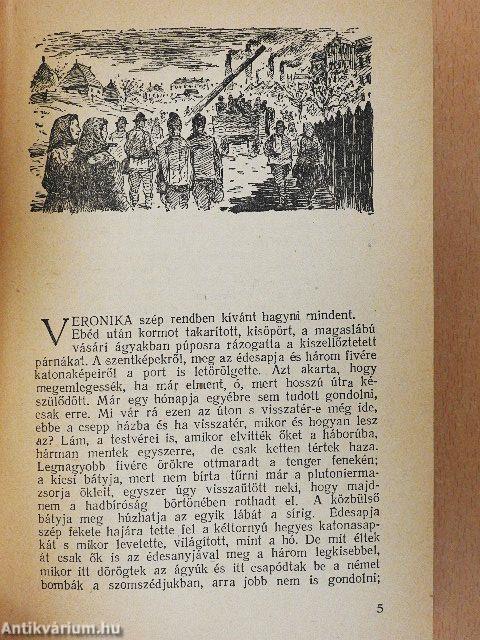 VERONIKA szép rendben kívánt hagyni mindent.
Ebéd után kormot takarított, kisöpört, a magaslábú
vásári ágyakban púposra rázogatta a kiszellőztetett
párnákat. A szentképekről, meg az édesapja és három fivére
katonaképeiről a port is letörölgette. Azt akarta, hogy
megemlegessék, ha már elment, ó, mert hosszú útra ké-
szülődött. Már egy hónapja egyébre sem tudott gondolni,
csak erre. Mi vár rá ezen az úton s visszatér-e még ide,
ebbe a csepp házba és ha visszatér, mikor és hogyan lesz
az? Lám, a testvérei is, amikor elvitték őket a háborúba,
hárman mentek egyszerre, de csak ketten tértek haza.
Legnagyobb fivére örökre ottmaradt a tenger fenekén;
a kicsi bátyja, mert nem bírta tűrni már a plutoniermа-
zsorja ökleit, egyszer úgy visszaütött neki, hogy majd-
nem a hadbíróság börtönében rothadt el. A közbülső
bátyja meg húzhatja az egyik lábát a sírig. Édesapja
szép fekete hajára tette fel a kéttornyú hegyes katonasap-
kát s mikor levetette, világított, mint a hó. De mit éltek
át csak ők is az édesanyjával meg a három legkisebbel,
mikor itt dörögtek az ágyúk és itt csapódtak be a német
bombák a szomszédjukban, arra jobb nem is gondolni;
5
Antikvárium.hu